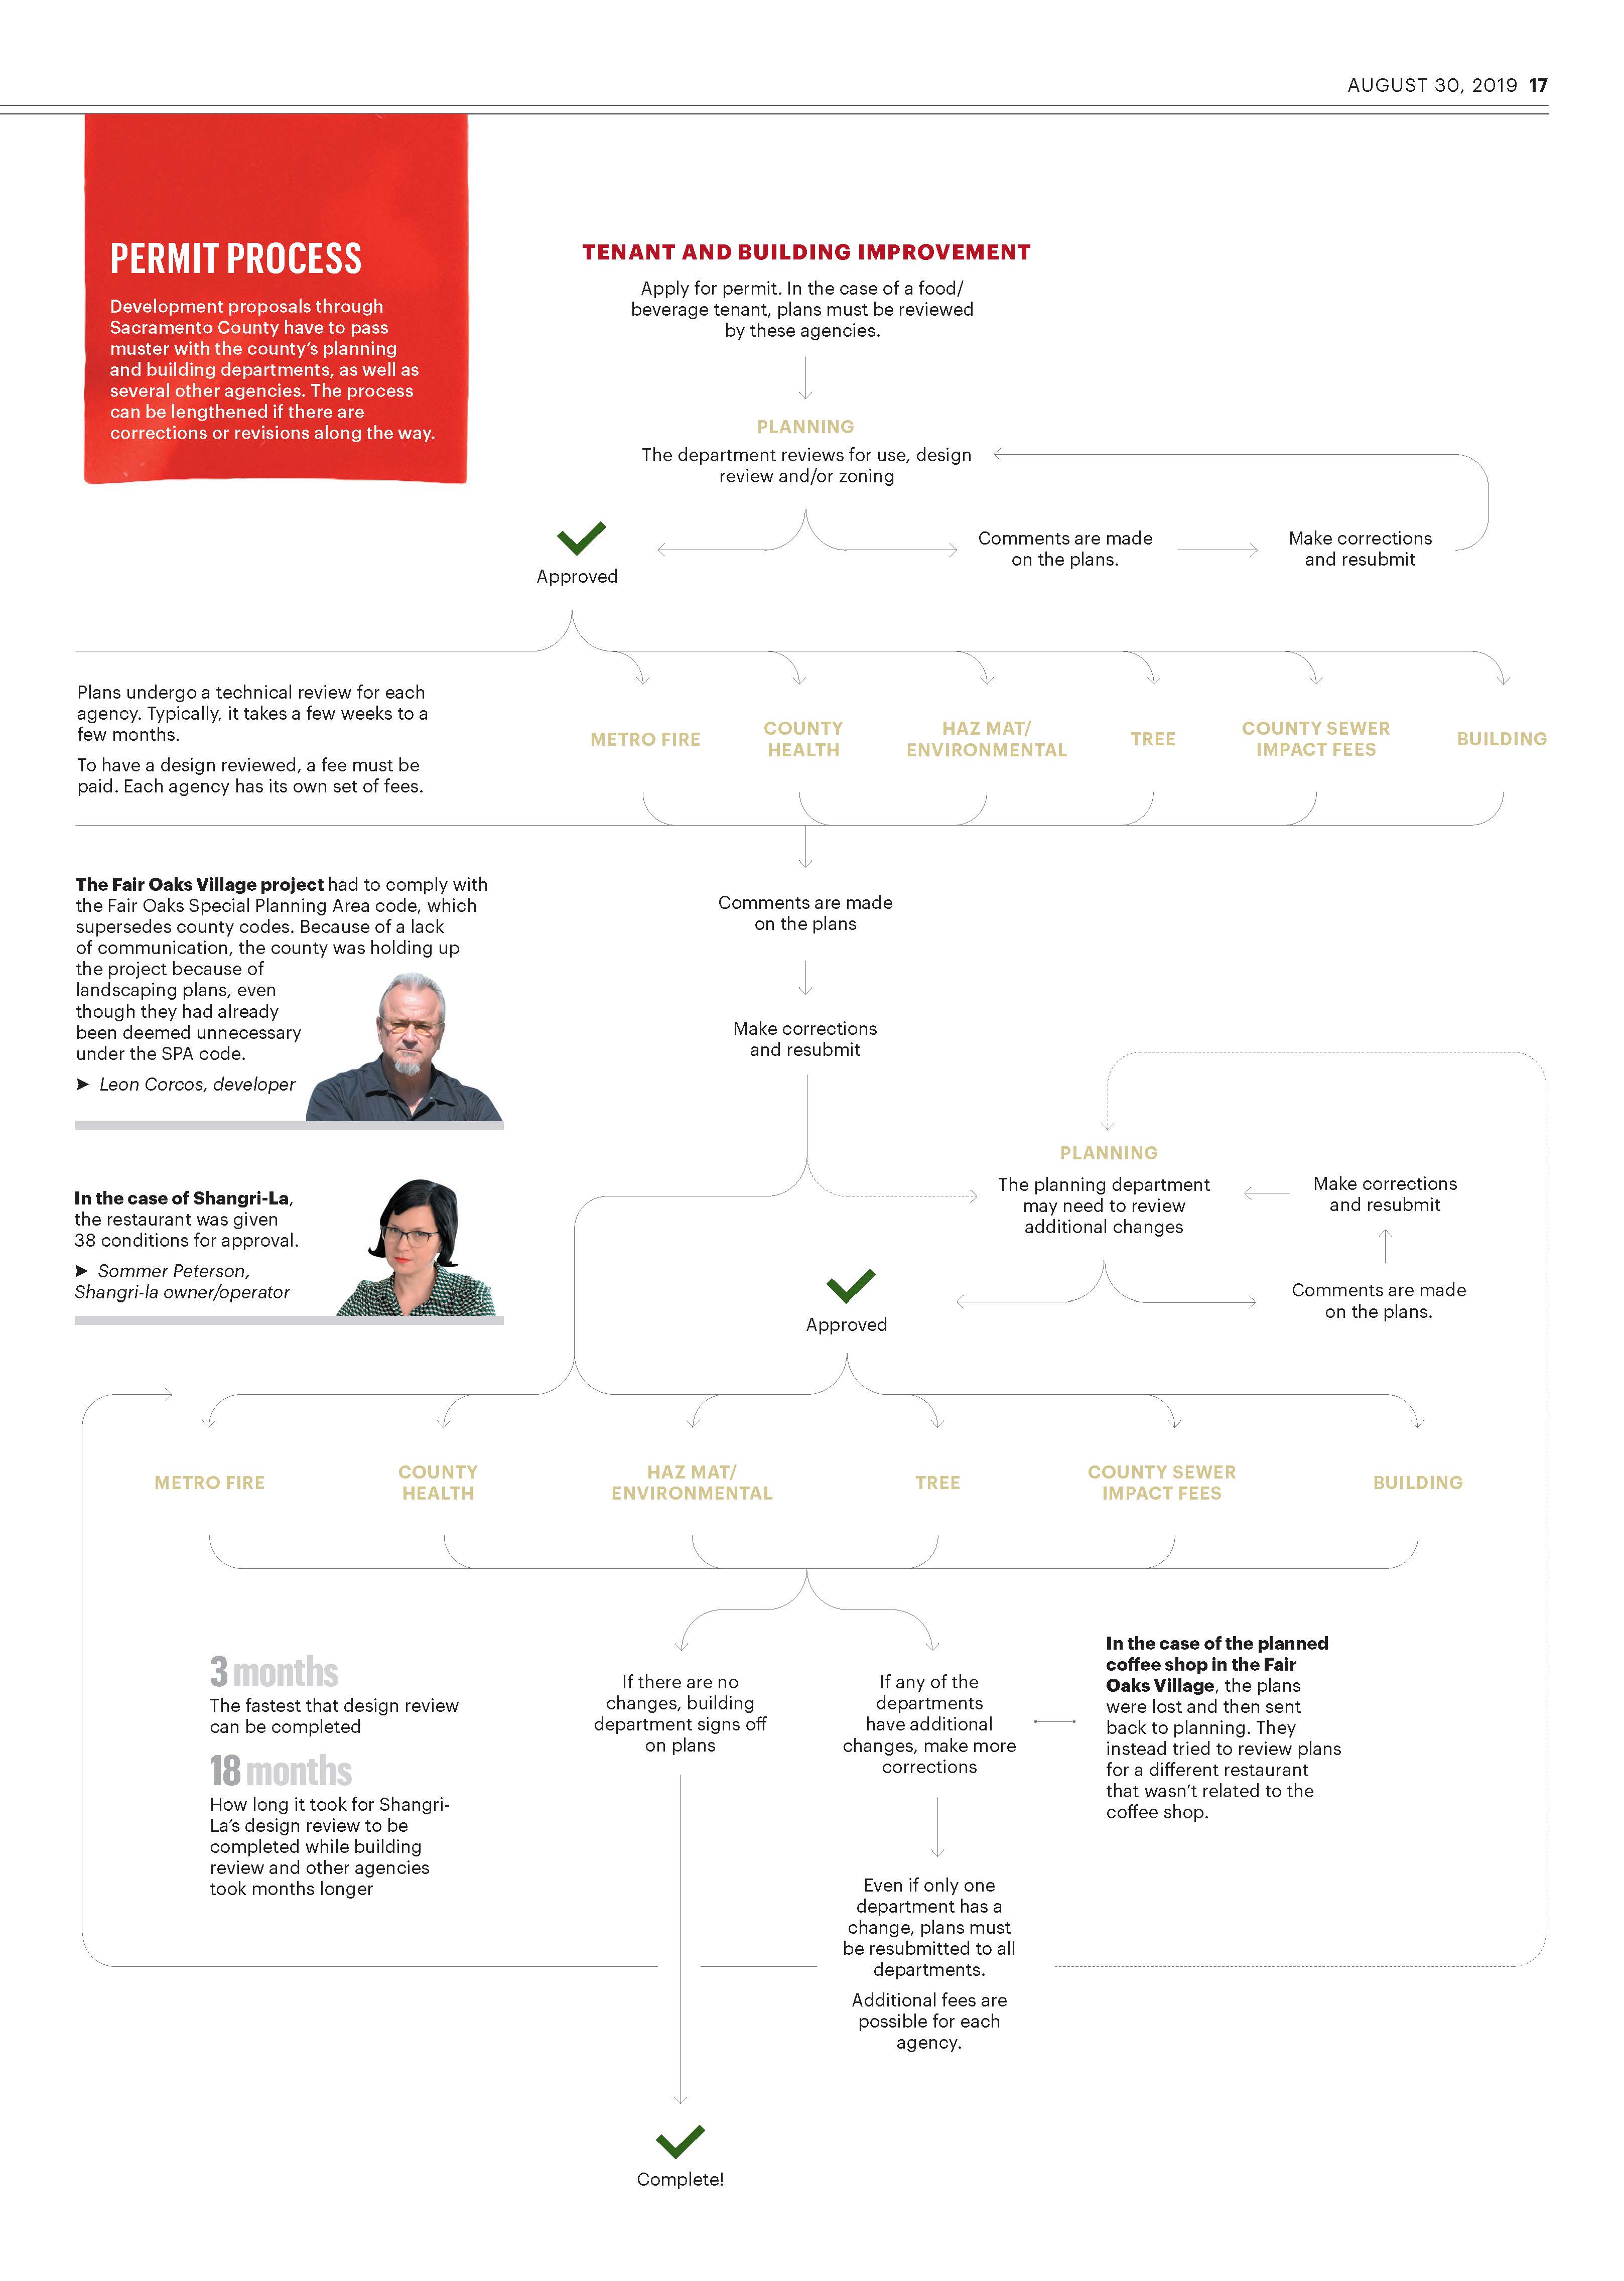 AUGUST 30, 2019 17
PERMIT PROCESS
Development proposals through
Sacramento County have to pass
muster with the county’s planning
and building departments, as well as
several other agencies. The process
can be lengthened if there are
corrections or revisions along the way.
TENANT AND BUILDING IMPROVEMENT
Apply for permit. In the case of a food/
beverage tenant, plans must be reviewed
by these agencies.
PLANNING
The department reviews for use, design
review and/or zoning
Approved
Comments are made
on the plans.
Make corrections
and resubmit
Plans undergo a technical review for each
agency. Typically, it takes a few weeks to a
few months.
To have a design reviewed, a fee must be
paid. Each agency has its own set of fees.
METRO FIRE
COUNTY
HEALTH
HAZ MAT/
ENVIRONMENTAL
TREE
COUNTY SEWER
IMPACT FEES
BUILDING
The Fair Oaks Village project had to comply with
the Fair Oaks Special Planning Area code, which
supersedes county codes. Because of a lack
of communication, the county was holding up
the project because of
landscaping plans, even
though they had already
been deemed unnecessary
under the SPA code.
➤ Leon Corcos, developer
Comments are made
on the plans
Make corrections
and resubmit
In the case of Shangri-La,
the restaurant was given
38 conditions for approval.
➤ Sommer Peterson,
Shangri-la owner/operator
PLANNING
The planning department
may need to review
additional changes
Make corrections
and resubmit
Comments are made
on the plans.
Approved
METRO FIRE
COUNTY
HEALTH
HAZ MAT/
ENVIRONMENTAL
TREE
COUNTY SEWER
IMPACT FEES
BUILDING
3 months
The fastest that design review
can be completed
18 months
How long it took for Shangri-
La’s design review to be
completed while building
review and other agencies
took months longer
If there are no
changes, building
department signs off
on plans
If any of the
departments
have additional
changes, make more
corrections
In the case of the planned
coffee shop in the Fair
Oaks Village, the plans
were lost and then sent
back to planning. They
instead tried to review plans
for a different restaurant
that wasn’t related to the
coffee shop.
Even if only one
department has a
change, plans must
be resubmitted to all
departments.
Additional fees are
possible for each
agency.
Complete!